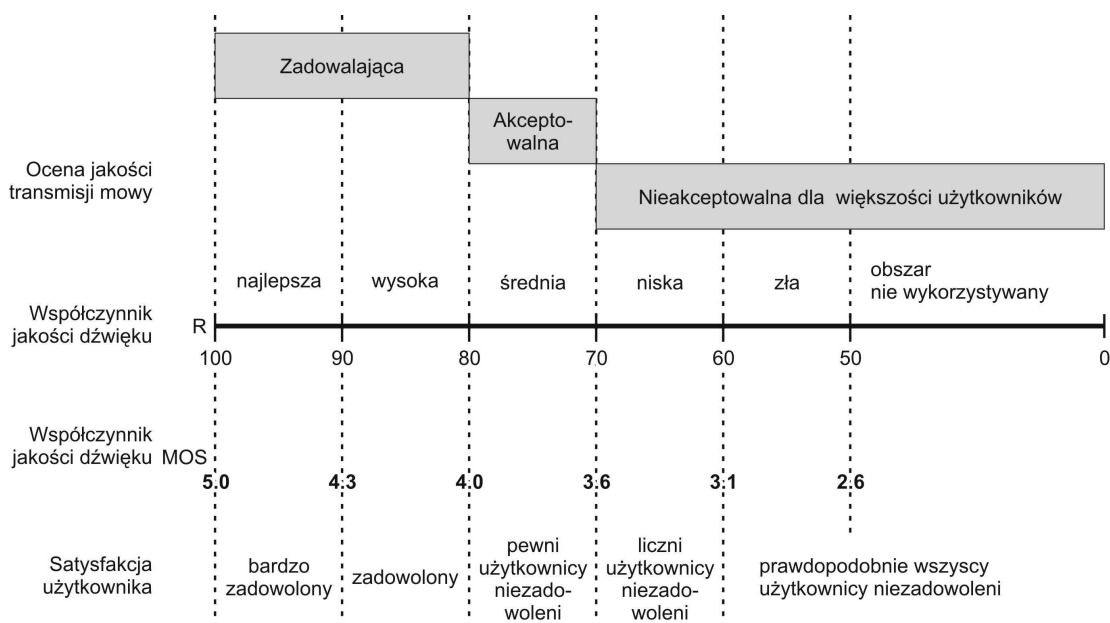 Zadowalająca
Akcepto-
walna
Ocena jakości
transmisji mowy
Nieakceptowalna dla większości użytkowników
najlepsza
wysoka
średnia
niska
zła
obszar
nie wykorzystywany
Współczynnik
jakości dźwięku
R
100
90
80
70
60
50
0
Współczynnik
jakości dźwięku MOS
5.0
4.3
4.0
3.6
3.1
2.6
Satysfakcja
użytkownika
bardzo
zadowolony
zadowolony
pewni
użytkownicy
niezado-
woleni
liczni
użytkownicy
niezado-
woleni
prawdopodobnie wszyscy
użytkownicy niezadowoleni